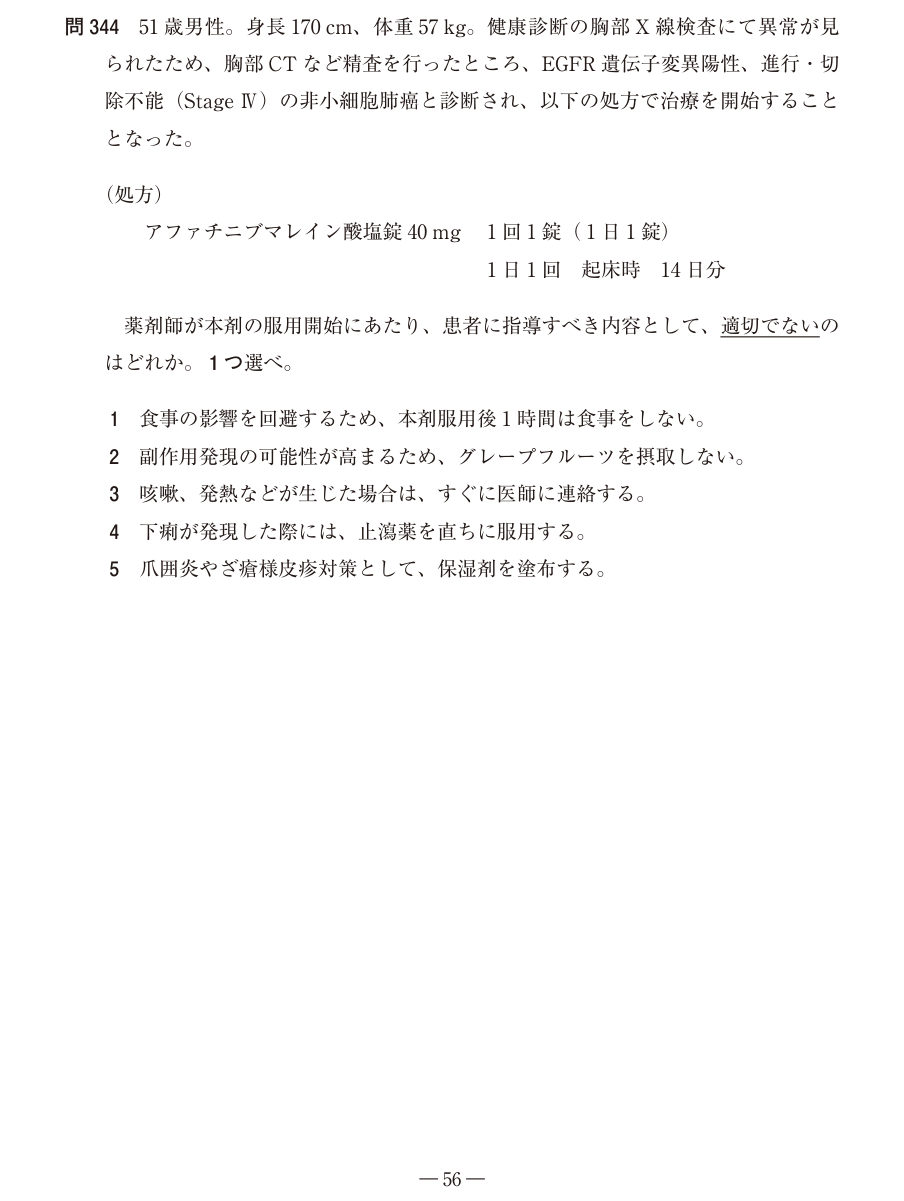 問 344 51 歳男性。身長 170 cm、体重 57 kg。健康診断の胸部 X 線検査にて異常が見
られたため、胸部 CT など精査を行ったところ、EGFR 遺伝子変異陽性、進行・切
除不能（Stage Ⅳ）の非小細胞肺癌と診断され、以下の処方で治療を開始すること
となった。
（処方）
アファチニブマレイン酸塩錠 40 mg 1 回 1 錠（1 日 1 錠）
1 日 1 回 起床時 14 日分
薬剤師が本剤の服用開始にあたり、患者に指導すべき内容として、適切でないの
はどれか。1 つ選べ。
1 食事の影響を回避するため、本剤服用後 1 時間は食事をしない。
2 副作用発現の可能性が高まるため、グレープフルーツを摂取しない。
3 咳嗽、発熱などが生じた場合は、すぐに医師に連絡する。
4 下痢が発現した際には、止瀉薬を直ちに服用する。
5 爪囲炎やざ瘡様皮疹対策として、保湿剤を塗布する。
— 56 —